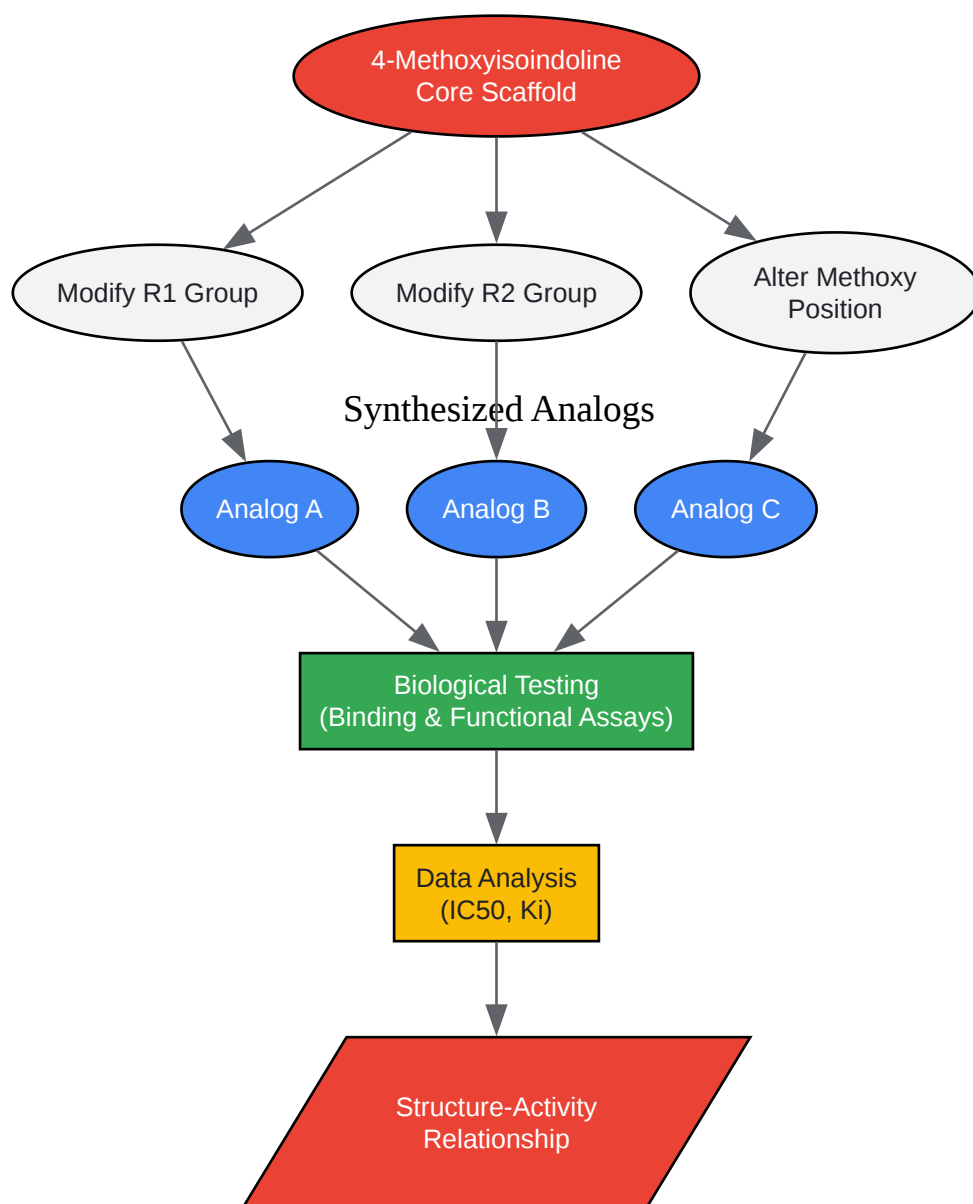 4-Methoxyisoindoline
Core Scaffold
Modify R1 Group
Modify R2 Group
Alter Methoxy
Position
Synthesized Analogs
Analog A
Analog B
Analog C
Biological Testing
(Binding & Functional Assays)
Data Analysis
(IC50, Ki)
Structure-Activity
Relationship